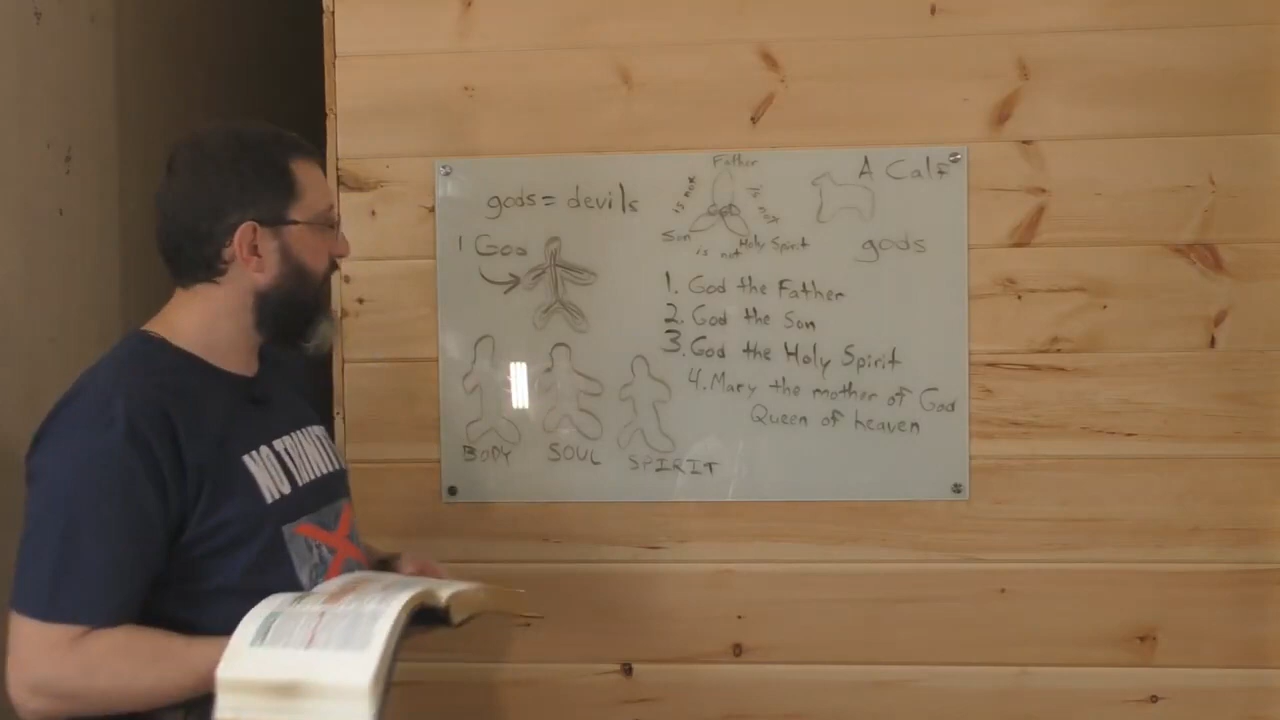 Father
is not
is not
God
Son
Holy Spirit
is not
A Calf
gods
gods = devils
1 God
BODY
SOUL
SPIRIT
1. God the Father
2. God the Son
3. God the Holy Spirit
4. Mary the mother of God
Queen of heaven
NO